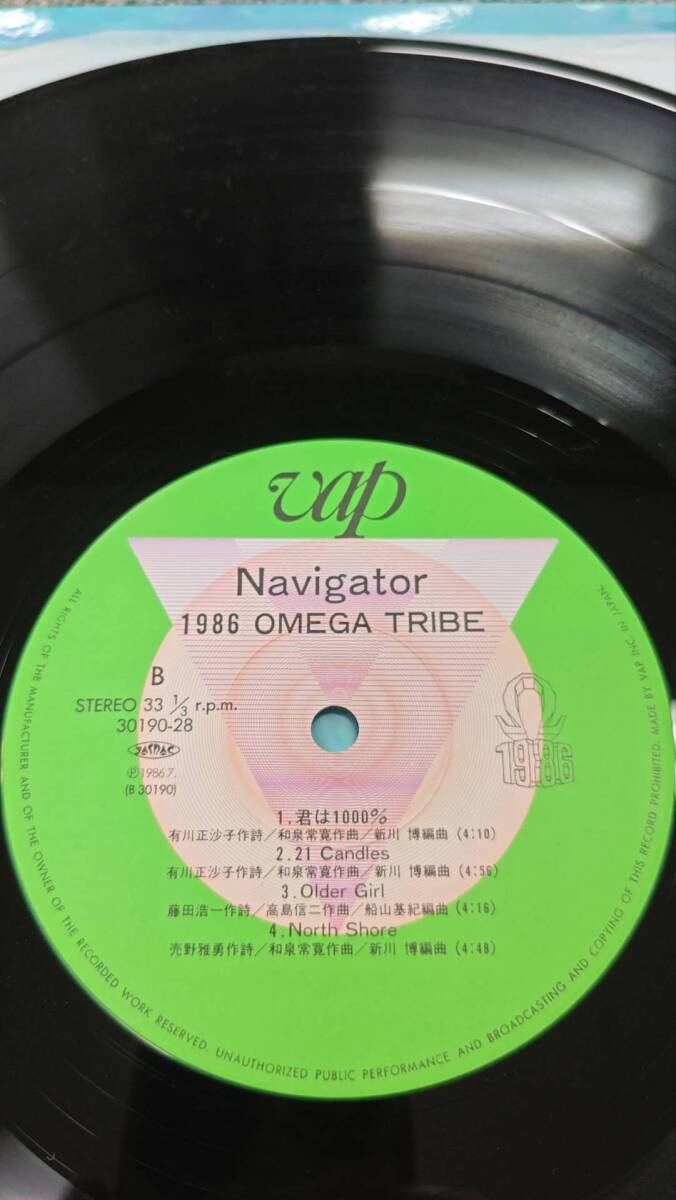 vap
Navigator
1986 OMEGA TRIBE
B
STEREO 33 1/3 r.p.m.
30190-28
JASRAC
Ⓟ1986.7.
(B 30190)
1986
1.君は1000%
有川正沙子作詩/和泉常寛作曲/新川 博編曲(4:10)
2.21 Candles
有川正沙子作詩/和泉常寛作曲/新川 博編曲(4:56)
3.Older Girl
藤田浩一作詩/高島信二作曲/船山基紀編曲(4:16)
4.North Shore
売野雅勇作詩/和泉常寛作曲/新川 博編曲(4:48)
ALL RIGHTS OF THE MANUFACTURER AND OF THE OWNER OF THE RECORDED WORK RESERVED. UNAUTHORIZED PUBLIC PERFORMANCE AND BROADCASTING AND COPYING OF THIS RECORD PROHIBITED. MADE BY VAP INC. IN JAPAN.